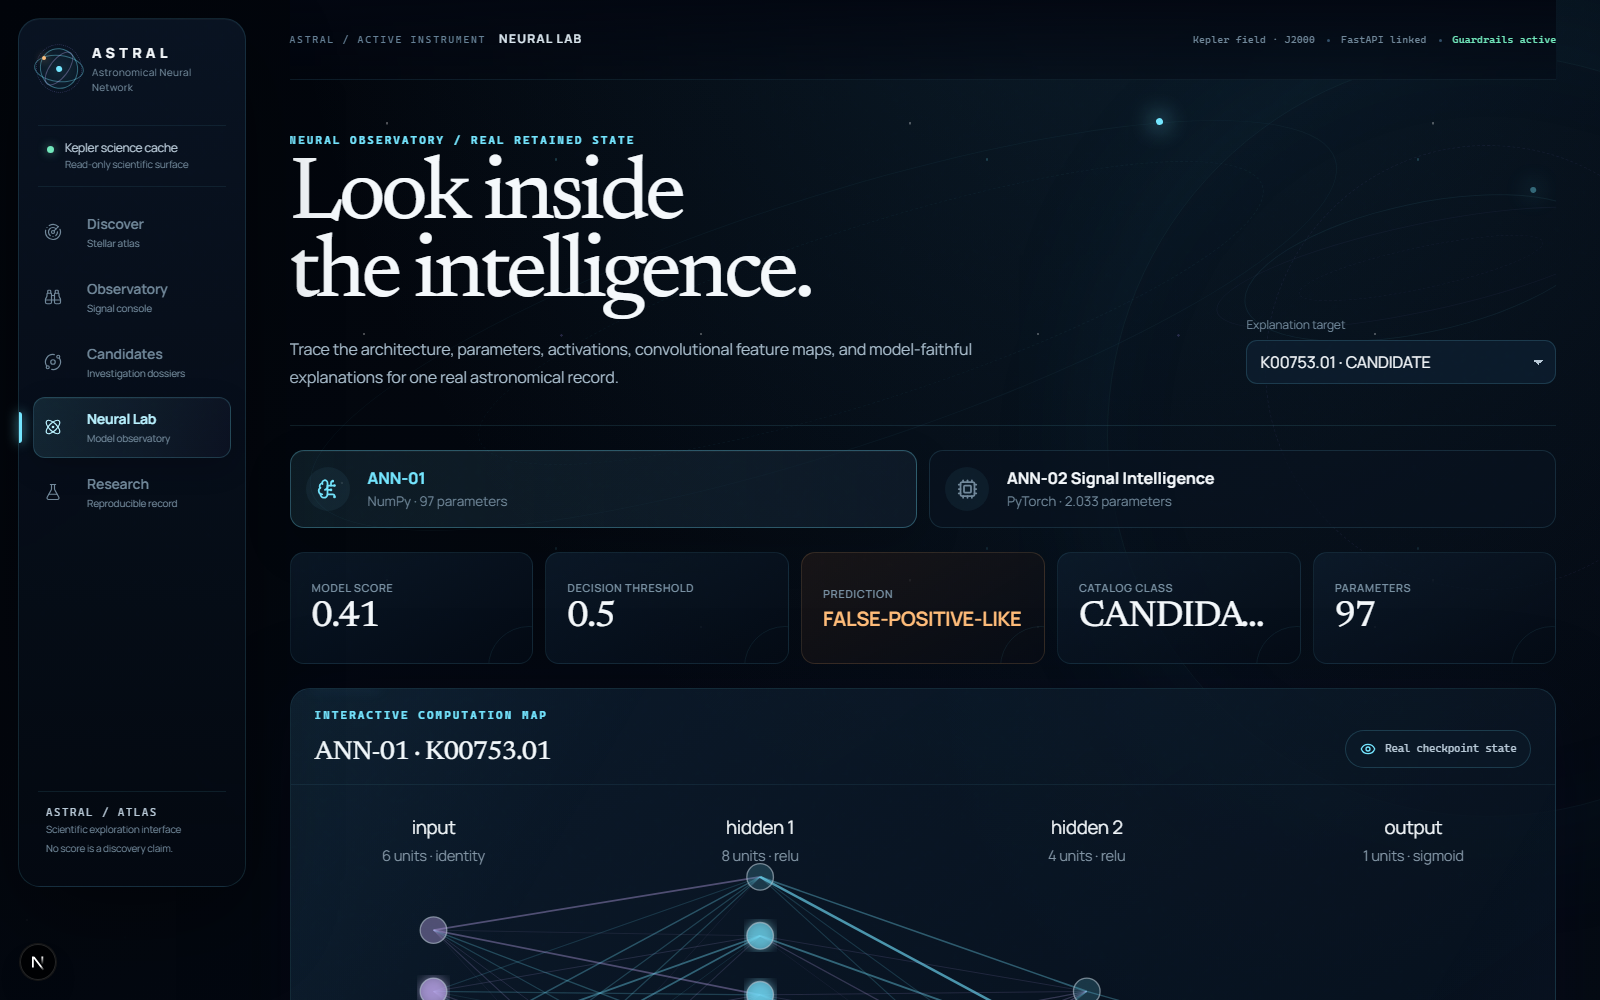 ASTRAL
Astronomical Neural
Network
Kepler science cache
Read-only scientific surface
Discover
Stellar atlas
Observatory
Signal console
Candidates
Investigation dossiers
Neural Lab
Model observatory
Research
Reproducible record
ASTRAL / ATLAS
Scientific exploration interface
No score is a discovery claim.
N
ASTRAL / ACTIVE INSTRUMENT NEURAL LAB
Kepler field · J2000 • FastAPI linked • Guardrails active
NEURAL OBSERVATORY / REAL RETAINED STATE
Look inside
the intelligence.
Trace the architecture, parameters, activations, convolutional feature maps, and model-faithful
explanations for one real astronomical record.
Explanation target
K00753.01 · CANDIDATE
ANN-01
NumPy · 97 parameters
ANN-02 Signal Intelligence
PyTorch · 2.033 parameters
MODEL SCORE
0.41
DECISION THRESHOLD
0.5
PREDICTION
FALSE-POSITIVE-LIKE
CATALOG CLASS
CANDIDA...
PARAMETERS
97
INTERACTIVE COMPUTATION MAP
ANN-01 · K00753.01
Real checkpoint state
input
6 units · identity
hidden 1
8 units · relu
hidden 2
4 units · relu
output
1 units · sigmoid